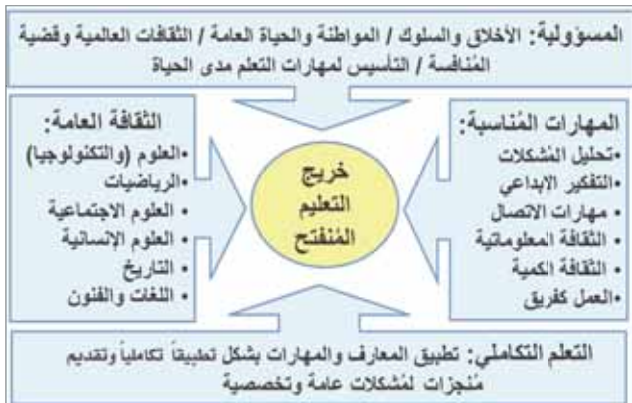 المسؤولية: الأخلاق والسلوك / المواطنة والحياة العامة / الثقافات العالمية وقضية
المُنافسة / التأسيس لمهارات التعلم مدى الحياة
المهارات المُناسبة:
•تحليل المُشكلات
•التفكير الابداعي
• مهارات الاتصال
• الثقافة المعلوماتية
• الثقافة الكمية
•العمل كفريق
خريج
التعليم
المُنفتح
الثقافة العامة:
•العلوم (والتكنولوجيا)
•الرياضيات
• العلوم الاجتماعية
• العلوم الإنسانية
• التاريخ
• اللغات والفنون
التعلم التكاملي: تطبيق المعارف والمهارات بشكل تطبيقاً تكاملياً وتقديم
مُنجزات لمُشكلات عامة وتخصصية